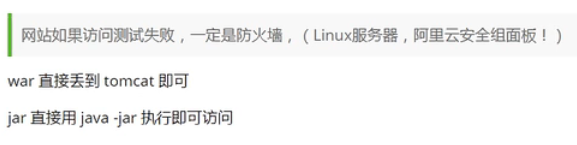 网站如果访问测试失败，一定是防火墙，（Linux服务器，阿里云安全组面板！）
war 直接丢到 tomcat 即可
jar 直接用 java -jar 执行即可访问